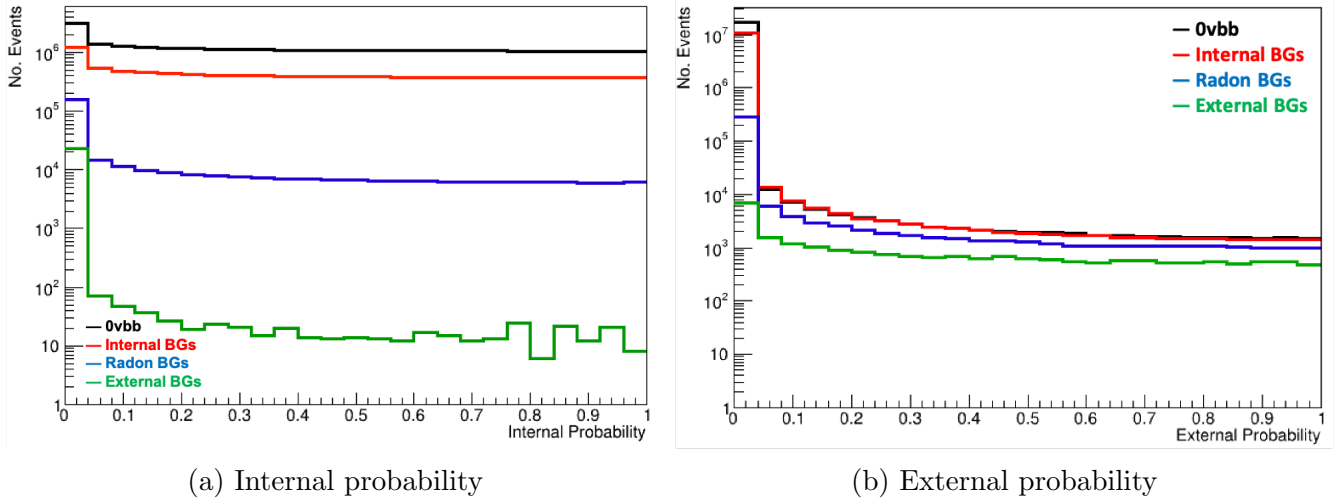 No. Events
10⁶
10⁵
10⁴
10³
10²
10
1
0vbb
Internal BGs
Radon BGs
External BGs
0 0.1 0.2 0.3 0.4 0.5 0.6 0.7 0.8 0.9 1
Internal Probability
(a) Internal probability
No. Events
10⁷
10⁶
10⁵
10⁴
10³
10²
10
1
0vbb
Internal BGs
Radon BGs
External BGs
0 0.1 0.2 0.3 0.4 0.5 0.6 0.7 0.8 0.9 1
External Probability
(b) External probability